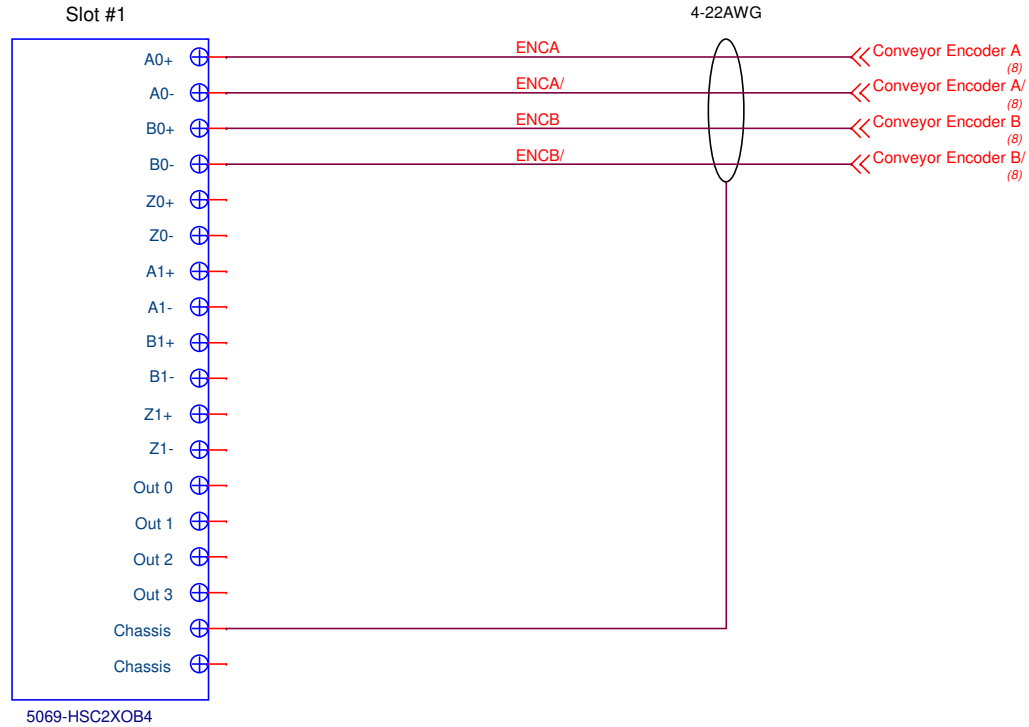 Slot #1
4-22AWG
A0+
ENCA
Conveyor Encoder A
(8)
A0-
ENCA/
Conveyor Encoder A/
(8)
B0+
ENCB
Conveyor Encoder B
(8)
B0-
ENCB/
Conveyor Encoder B/
(8)
Z0+
Z0-
A1+
A1-
B1+
B1-
Z1+
Z1-
Out 0
Out 1
Out 2
Out 3
Chassis
Chassis
5069-HSC2XOB4